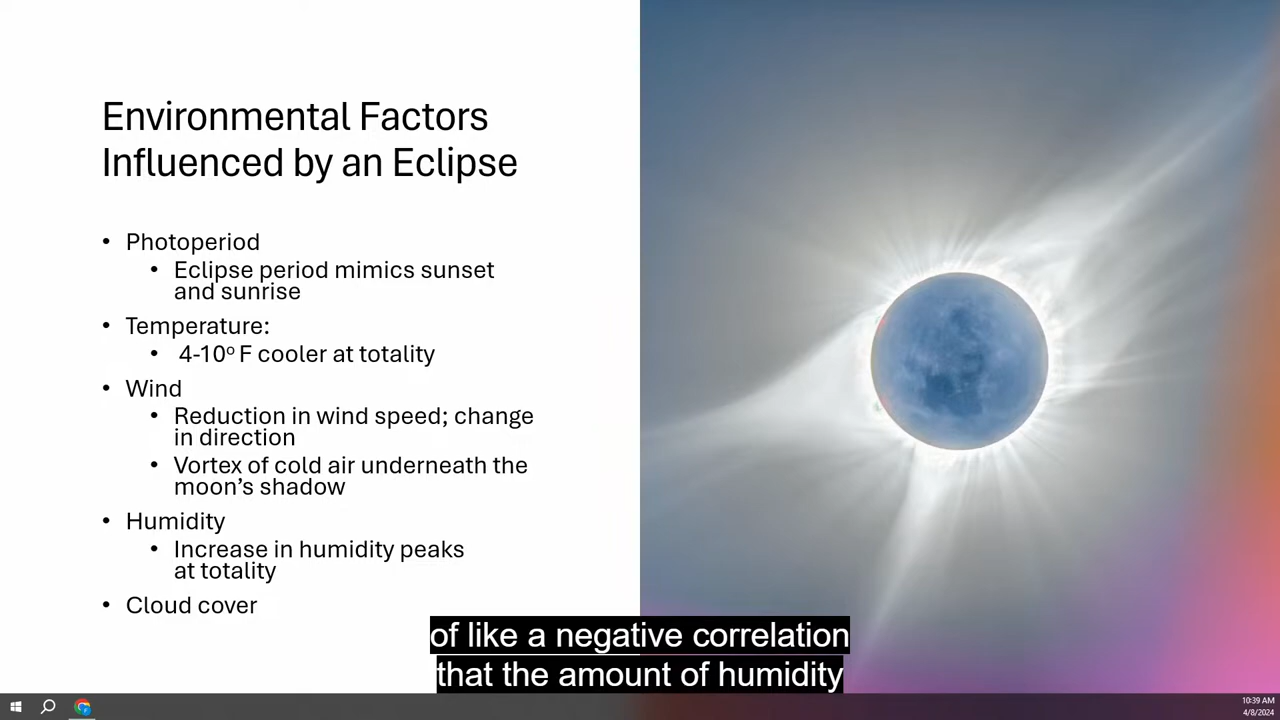 Environmental Factors
Influenced by an Eclipse
• Photoperiod
• Eclipse period mimics sunset
and sunrise
• Temperature:
• 4-10º F cooler at totality
• Wind
• Reduction in wind speed; change
in direction
• Vortex of cold air underneath the
moon’s shadow
• Humidity
• Increase in humidity peaks
at totality
• Cloud cover
of like a negative correlation
that the amount of humidity
10:39 AM
4/8/2024